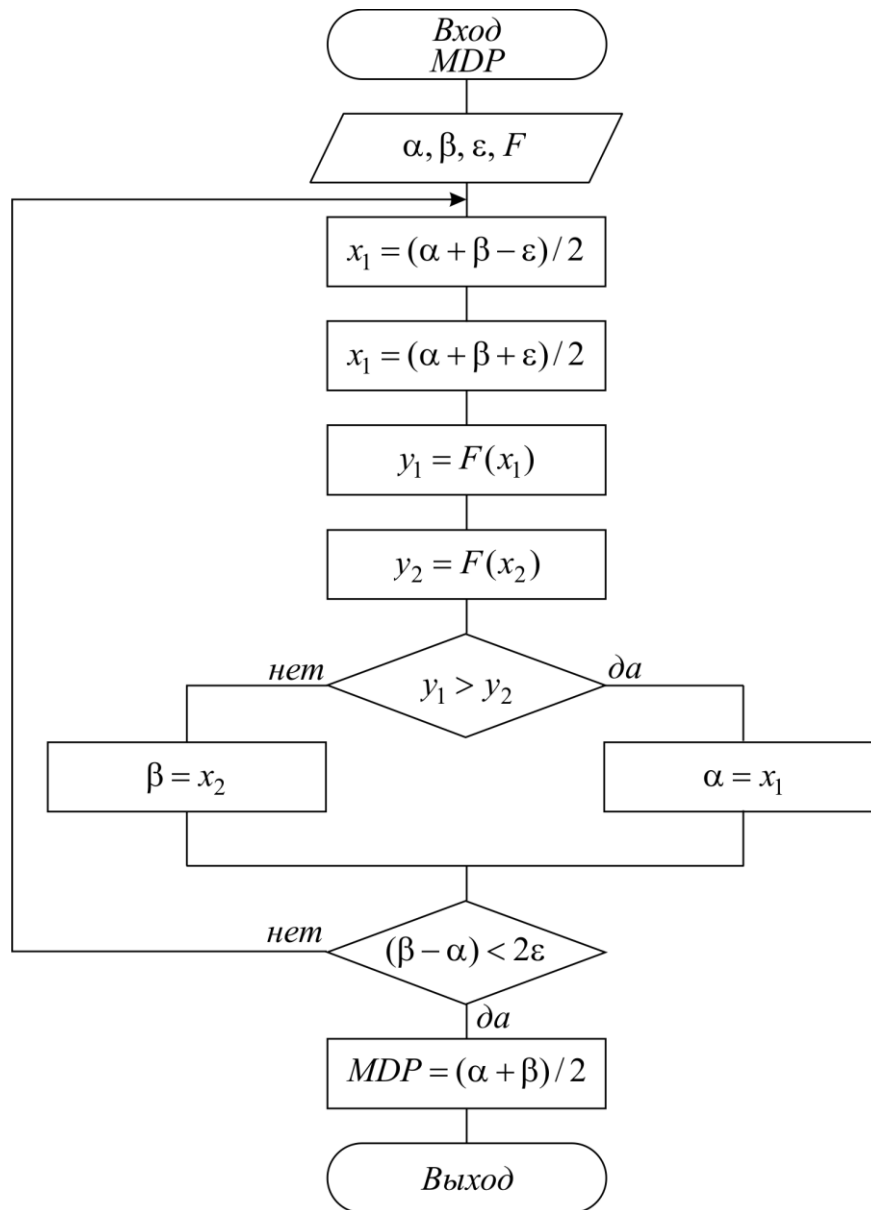 Вход
MDP
α, β, ε, F
x₁ = (α + β − ε) / 2
x₁ = (α + β + ε) / 2
y₁ = F(x₁)
y₂ = F(x₂)
нет
y₁ > y₂
да
β = x₂
α = x₁
нет
(β − α) < 2ε
да
MDP = (α + β) / 2
Выход